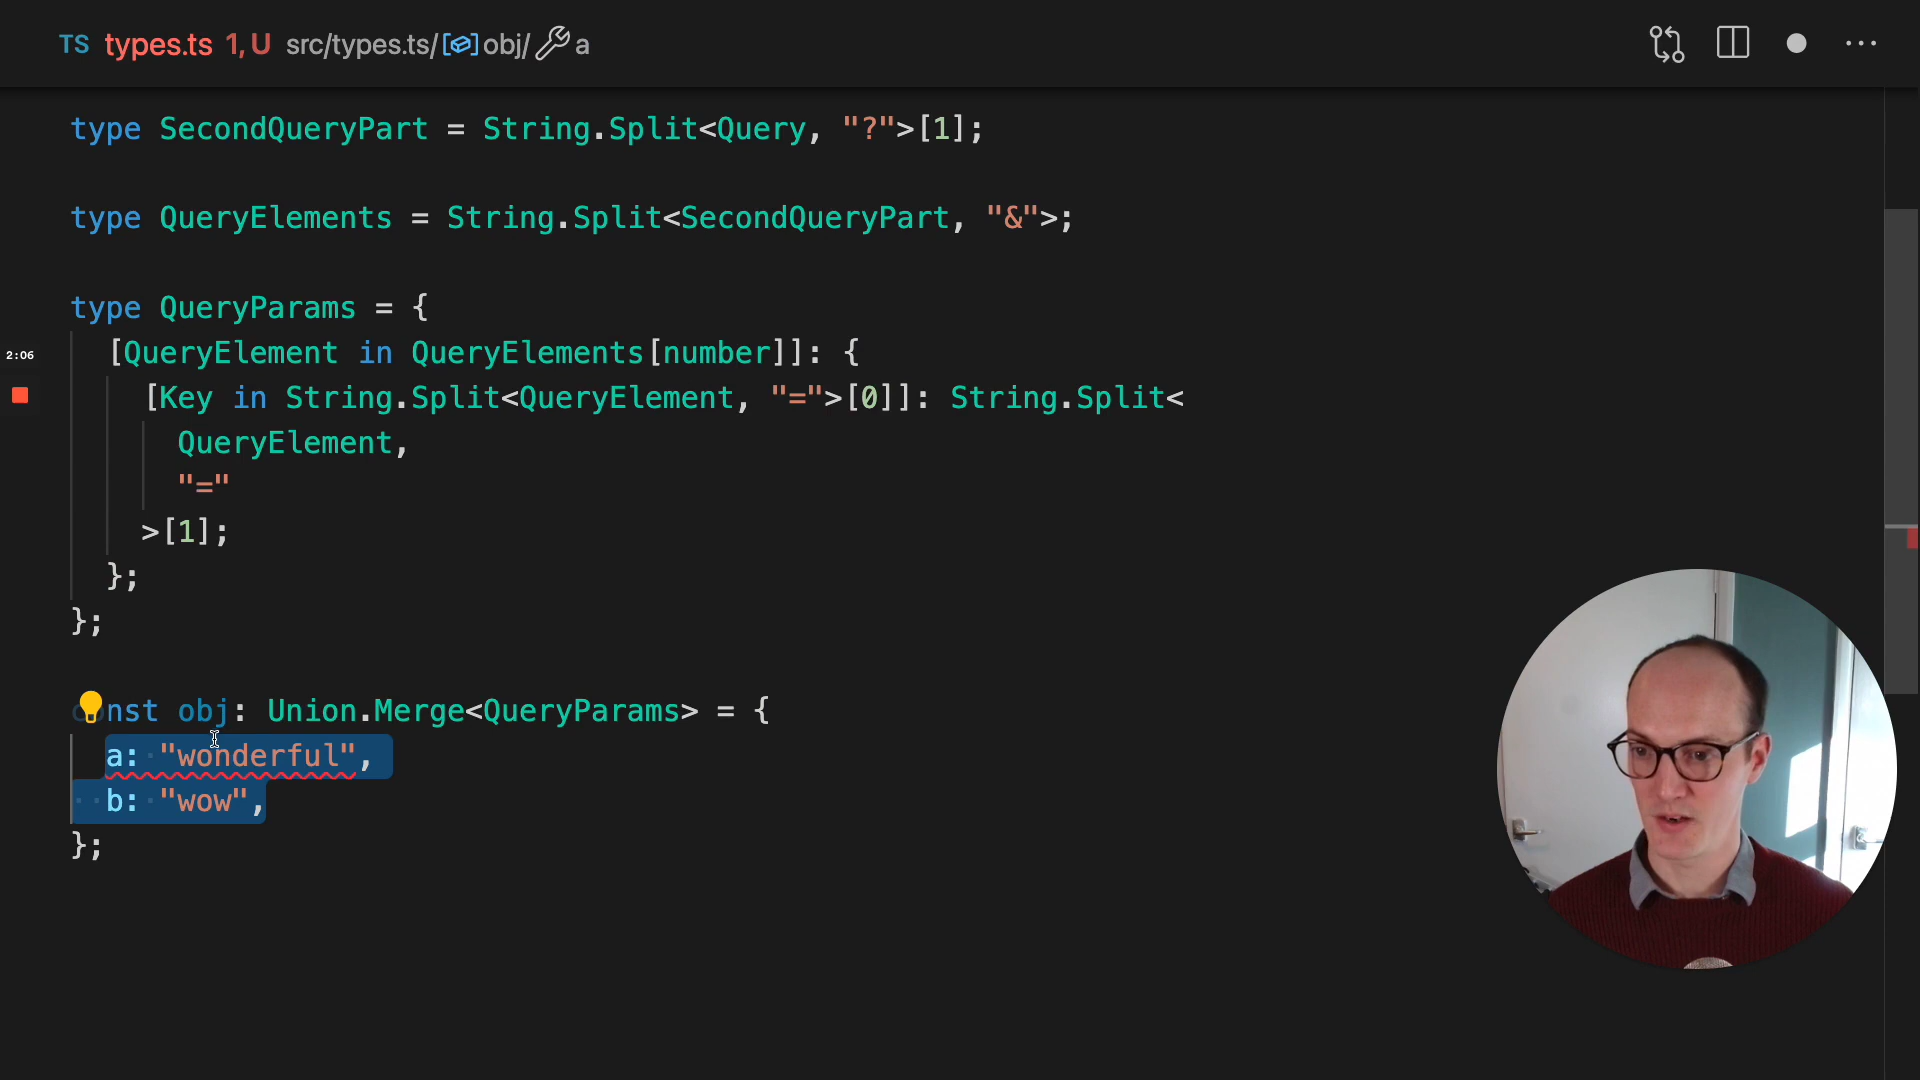 TS types.ts 1, U src/types.ts/obj/a
type SecondQueryPart = String.Split<Query, "?">[1];
type QueryElements = String.Split<SecondQueryPart, "&">;
type QueryParams = {
[QueryElement in QueryElements[number]]: {
2:06
[Key in String.Split<QueryElement, "=">[0]]: String.Split<
QueryElement,
"="
>[1];
};
};
const obj: Union.Merge<QueryParams> = {
a: "wonderful",
b: "wow",
};